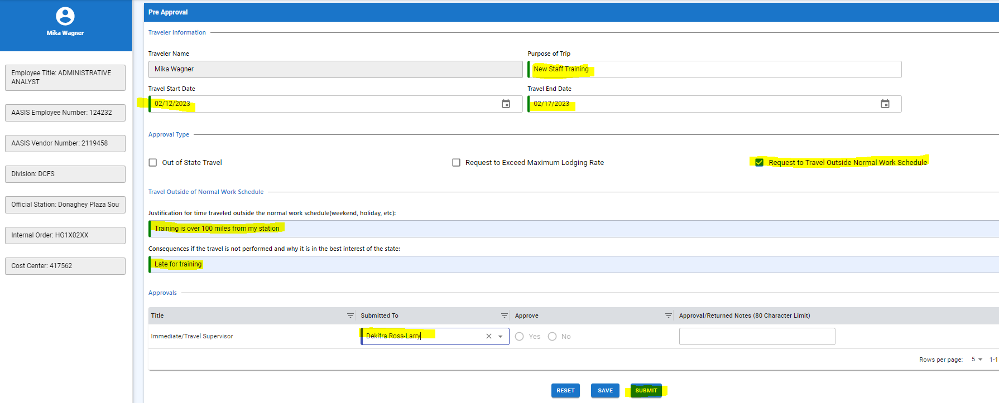 Mika Wagner
Employee Title: ADMINISTRATIVE
ANALYST
AASIS Employee Number: 124232
AASIS Vendor Number: 2119458
Division: DCFS
Official Station: Donaghey Plaza Sou
Internal Order: HG1X02XX
Cost Center: 417562
Pre Approval
Traveler Information
Traveler Name
Purpose of Trip
Mika Wagner
New Staff Training
Travel Start Date
Travel End Date
02/12/2023
02/17/2023
Approval Type
Out of State Travel
Request to Exceed Maximum Lodging Rate
Request to Travel Outside Normal Work Schedule
Travel Outside of Normal Work Schedule
Justification for time traveled outside the normal work schedule(weekend, holiday, etc):
Training is over 100 miles from my station
Consequences if the travel is not performed and why it is in the best interest of the state:
Late for training
Approvals
Title
Submitted To
Approve
Approval/Returned Notes (80 Character Limit)
Immediate/Travel Supervisor
Dekitra Ross-Larry
Yes
No
Rows per page: 5 1-1
RESET
SAVE
SUBMIT